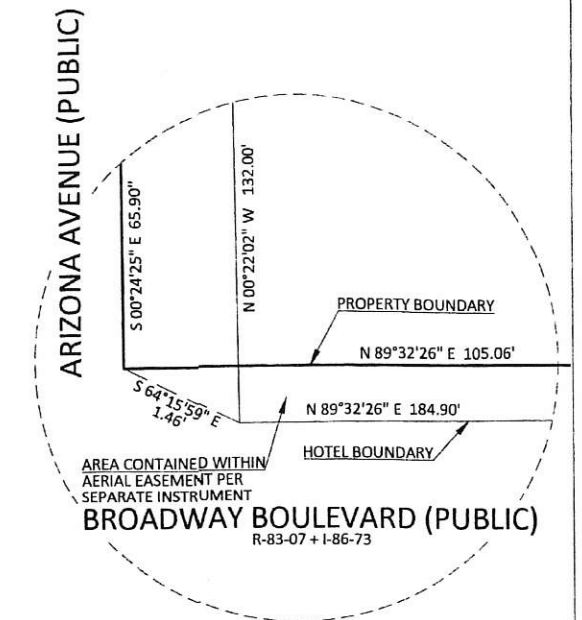 ARIZONA AVENUE (PUBLIC)
S 00°24'25" E 65.90"
N 00°22'02" W 132.00'
PROPERTY BOUNDARY
N 89°32'26" E 105.06'
S 64°15'59" E
1.46'
N 89°32'26" E 184.90'
HOTEL BOUNDARY
AREA CONTAINED WITHIN
AERIAL EASEMENT PER
SEPARATE INSTRUMENT
BROADWAY BOULEVARD (PUBLIC)
R-83-07 + I-86-73